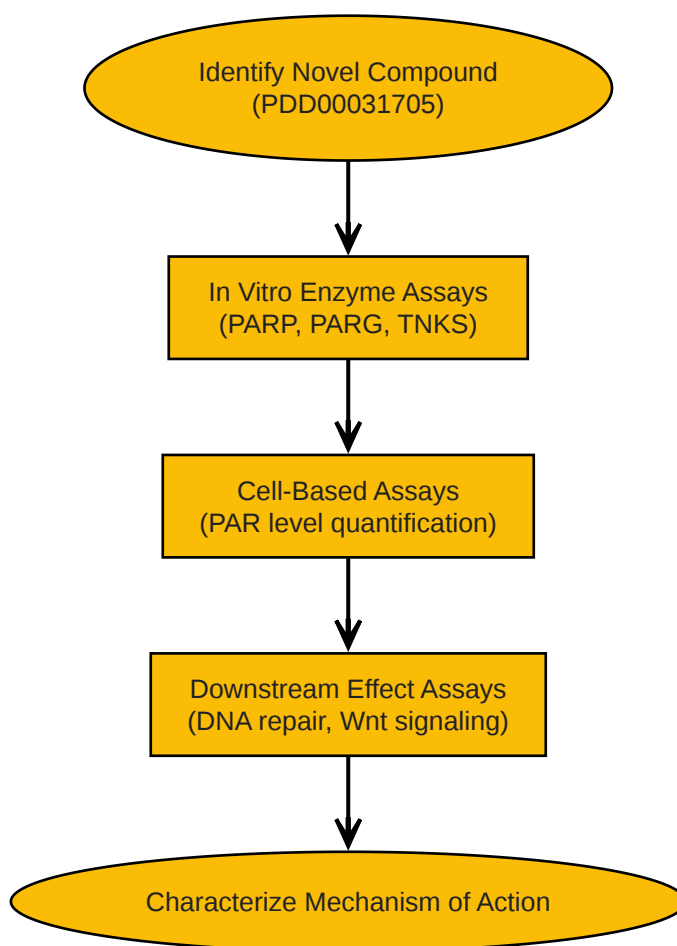 Identify Novel Compound
(PDD00031705)
In Vitro Enzyme Assays
(PARP, PARG, TNKS)
Cell-Based Assays
(PAR level quantification)
Downstream Effect Assays
(DNA repair, Wnt signaling)
Characterize Mechanism of Action